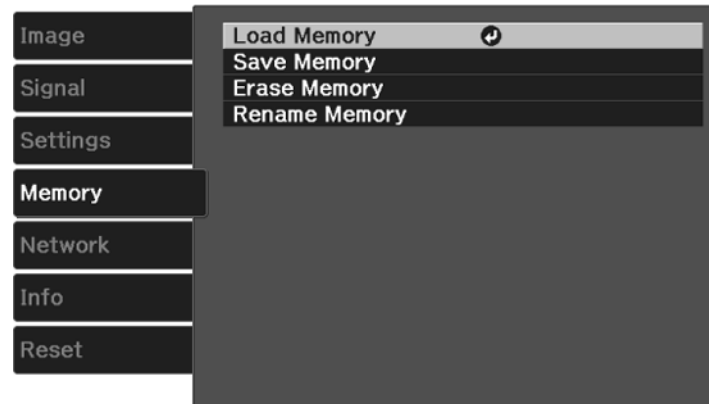 Image
Signal
Settings
Memory
Network
Info
Reset
Load Memory
Save Memory
Erase Memory
Rename Memory